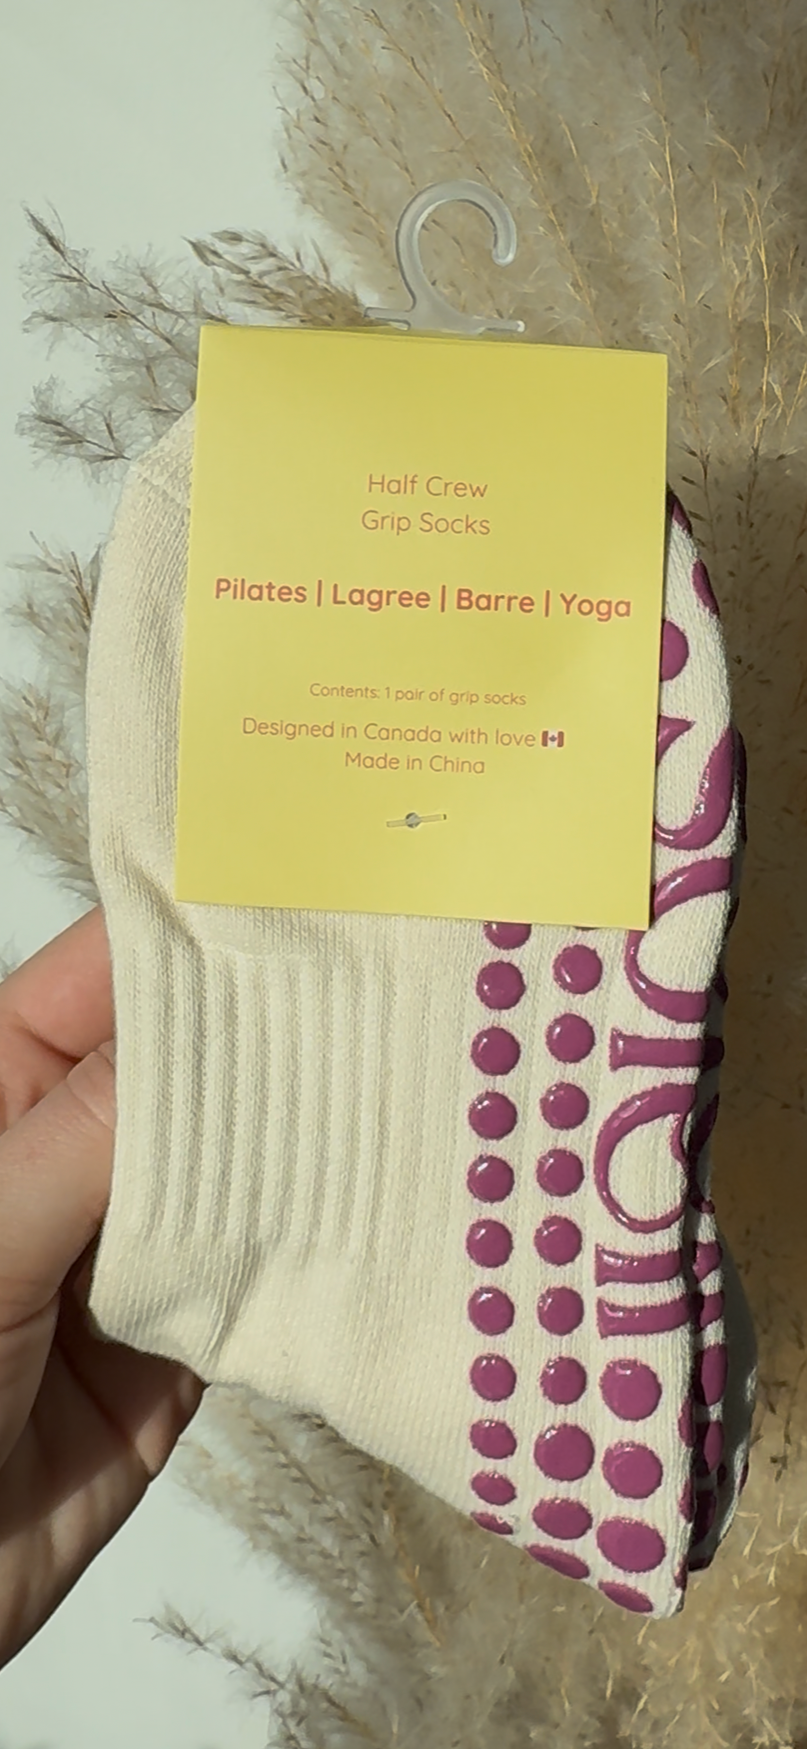 Half Crew
Grip Socks
Pilates | Lagree | Barre | Yoga
Contents: 1 pair of grip socks
Designed in Canada with love 🇨🇦
Made in China